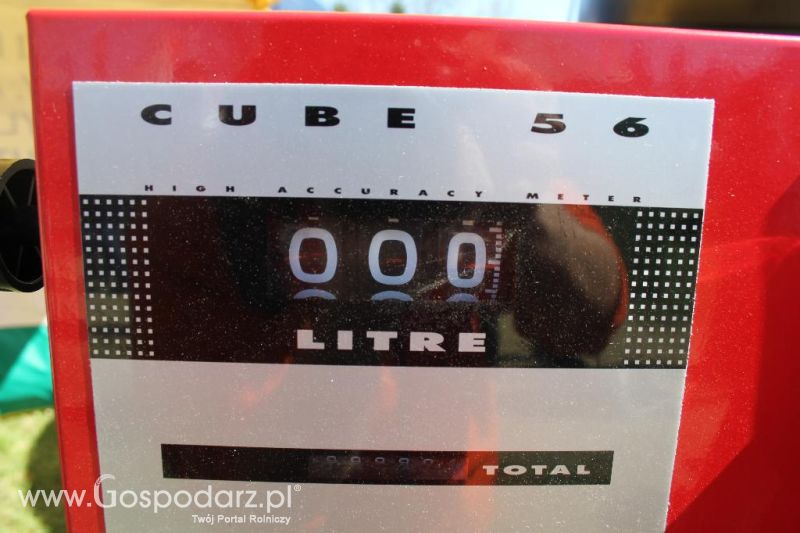 CUBE 56
HIGH ACCURACY METER
000
LITRE
TOTAL
www.Gospodarz.pl®
Twój Portal Rolniczy